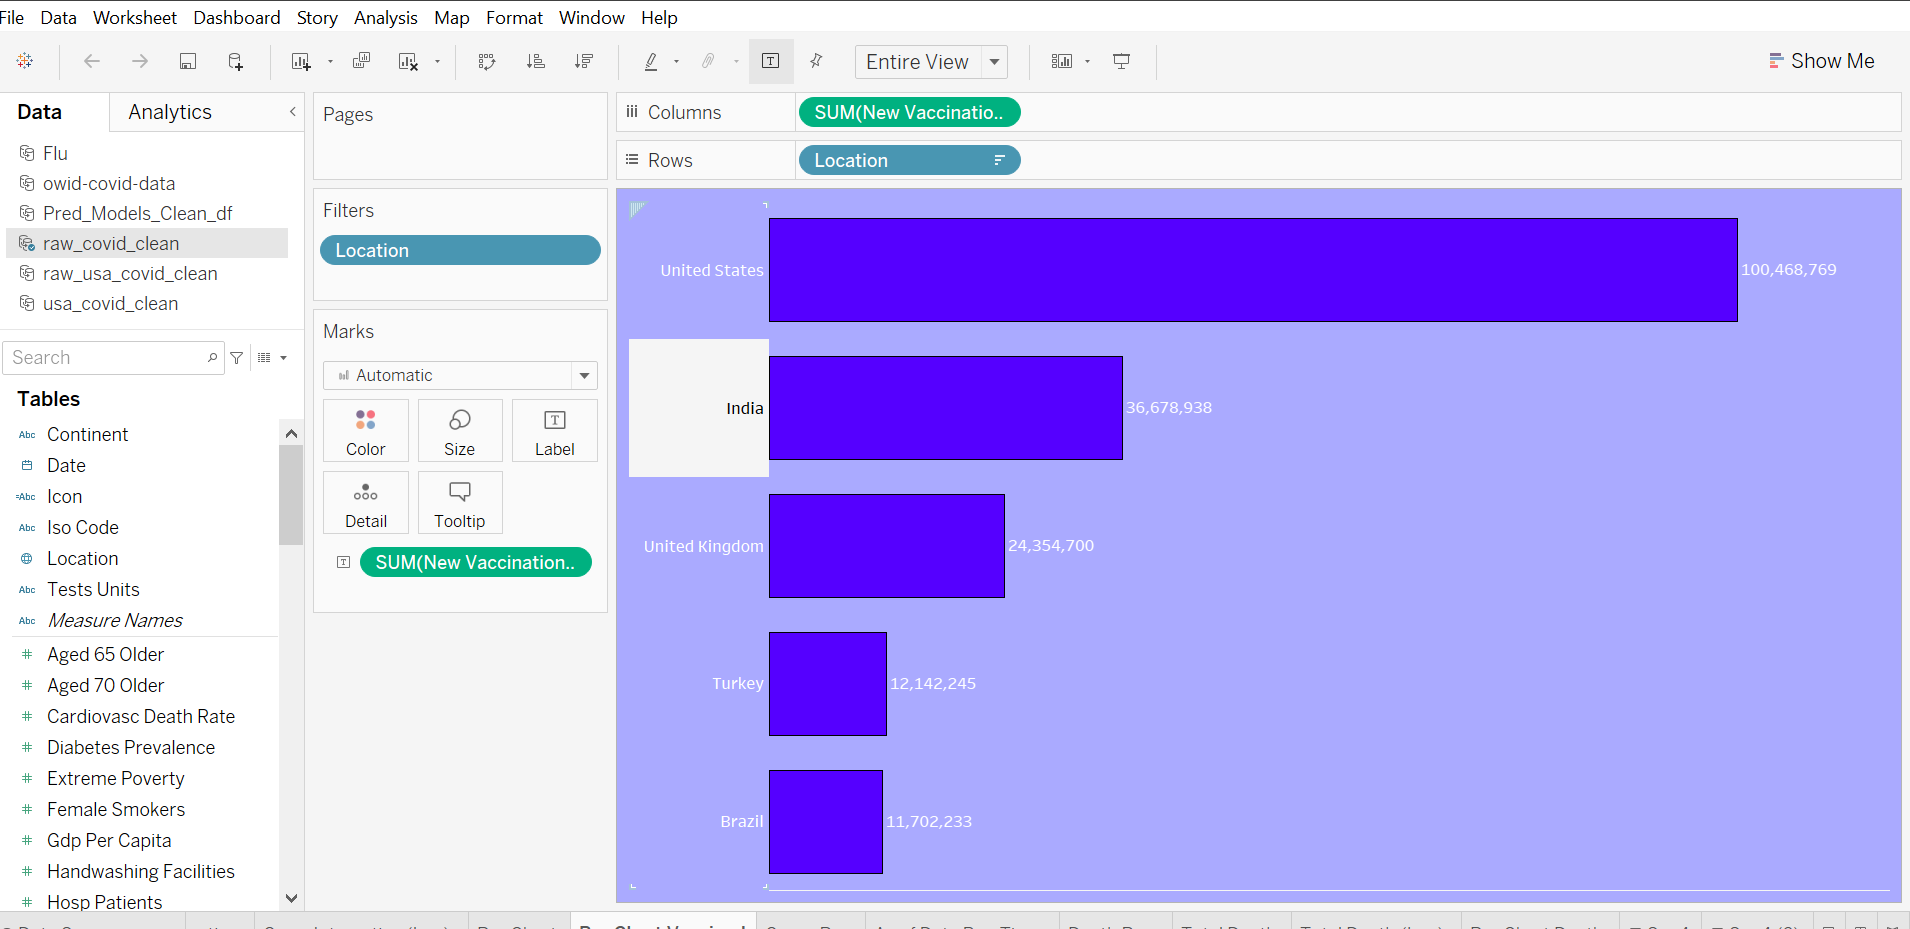 File Data Worksheet Dashboard Story Analysis Map Format Window Help
Entire View
Show Me
Data Analytics
Flu
owid-covid-data
Pred_Models_Clean_df
raw_covid_clean
raw_usa_covid_clean
usa_covid_clean
Search
Tables
Abc Continent
Date
=Abc Icon
Abc Iso Code
Location
Abc Tests Units
Abc Measure Names
# Aged 65 Older
# Aged 70 Older
# Cardiovasc Death Rate
# Diabetes Prevalence
# Extreme Poverty
# Female Smokers
# Gdp Per Capita
# Handwashing Facilities
# Hosp Patients
Pages
Filters
Location
Marks
Automatic
Color Size Label
Detail Tooltip
SUM(New Vaccination..
Columns SUM(New Vaccinatio..
Rows Location
United States 100,468,769
India 36,678,938
United Kingdom 24,354,700
Turkey 12,142,245
Brazil 11,702,233